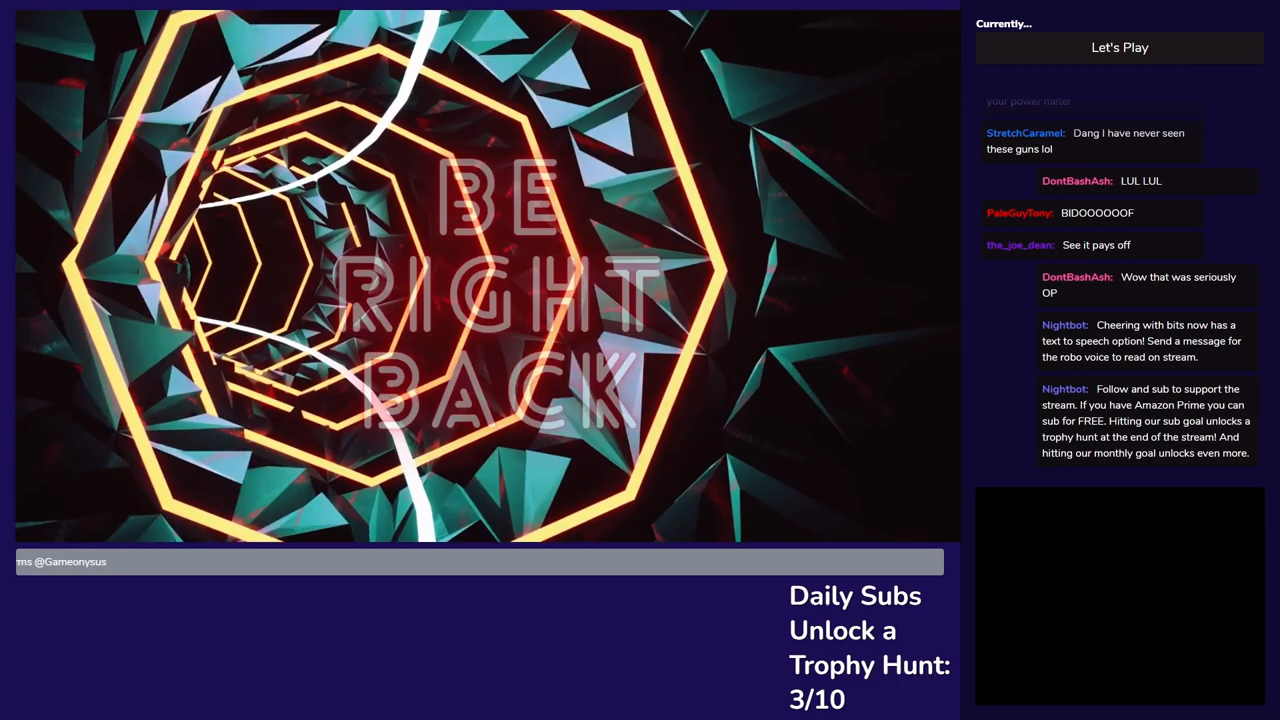 Currently...
Let's Play
BE
RIGHT
BACK
your power meter
StretchCaramel: Dang I have never seen
these guns lol
DontBashAsh: LUL LUL
PaleGuyTony: BIDOOOOOOF
the_joe_dean: See it pays off
DontBashAsh: Wow that was seriously
OP
Nightbot: Cheering with bits now has a
text to speech option! Send a message for
the robo voice to read on stream.
Nightbot: Follow and sub to support the
stream. If you have Amazon Prime you can
sub for FREE. Hitting our sub goal unlocks a
trophy hunt at the end of the stream! And
hitting our monthly goal unlocks even more.
rms @Gameonysus
Daily Subs
Unlock a
Trophy Hunt:
3/10